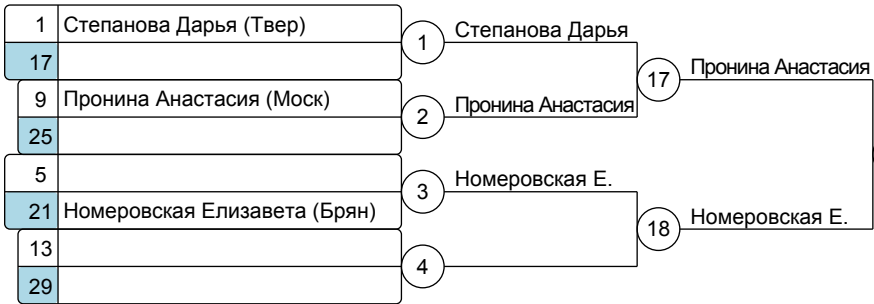 1 Степанова Дарья (Твер)
17
9 Пронина Анастасия (Моск)
25
5
21 Номеровская Елизавета (Брян)
13
29
1 Степанова Дарья
2 Пронина Анастасия
3 Номеровская Е.
4
17 Пронина Анастасия
18 Номеровская Е.